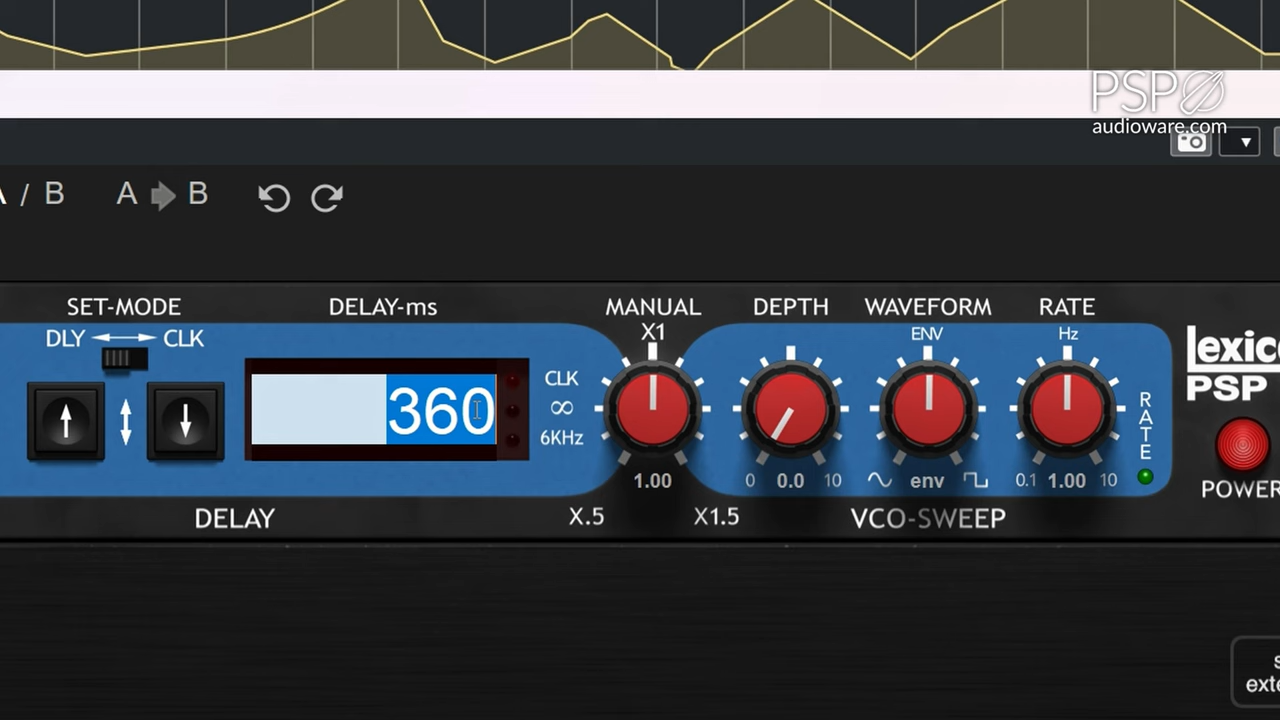 PSP
audioware.com
A / B A B
SET-MODE DELAY-ms MANUAL DEPTH WAVEFORM RATE
DLY CLK X1 ENV Hz
360
CLK
∞
6KHz
RATE
lexic
PSP
1.00 0 0.0 10 env 0.1 1.00 10
POWER
DELAY X.5 X1.5 VCO-SWEEP
s
exte